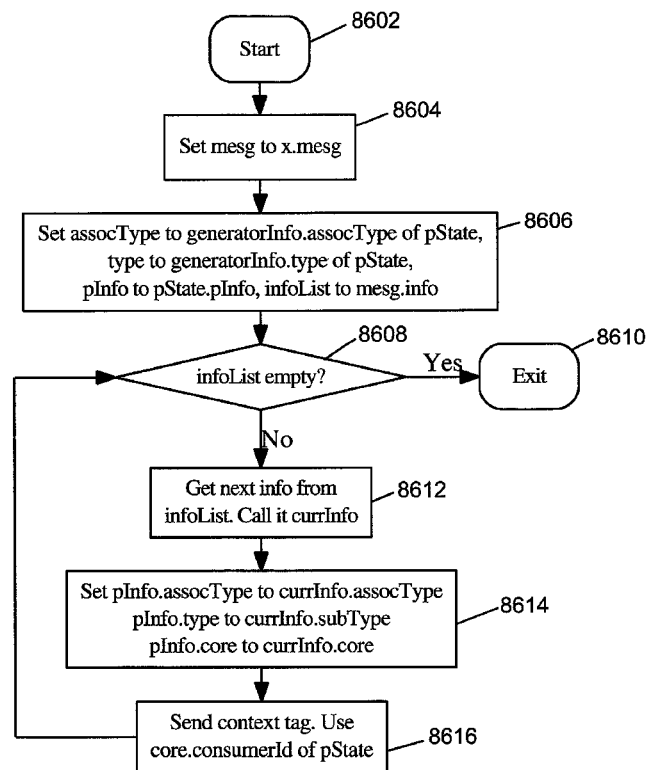 8602
Start
8604
Set mesg to x.mesg
8606
Set assocType to generatorInfo.assocType of pState,
type to generatorInfo.type of pState,
pInfo to pState.pInfo, infoList to mesg.info
8608
infoList empty?
Yes
8610
Exit
No
Get next info from
infoList. Call it currInfo
8612
Set pInfo.assocType to currInfo.assocType
pInfo.type to currInfo.subType
pInfo.core to currInfo.core
8614
Send context tag. Use
core.consumerId of pState
8616